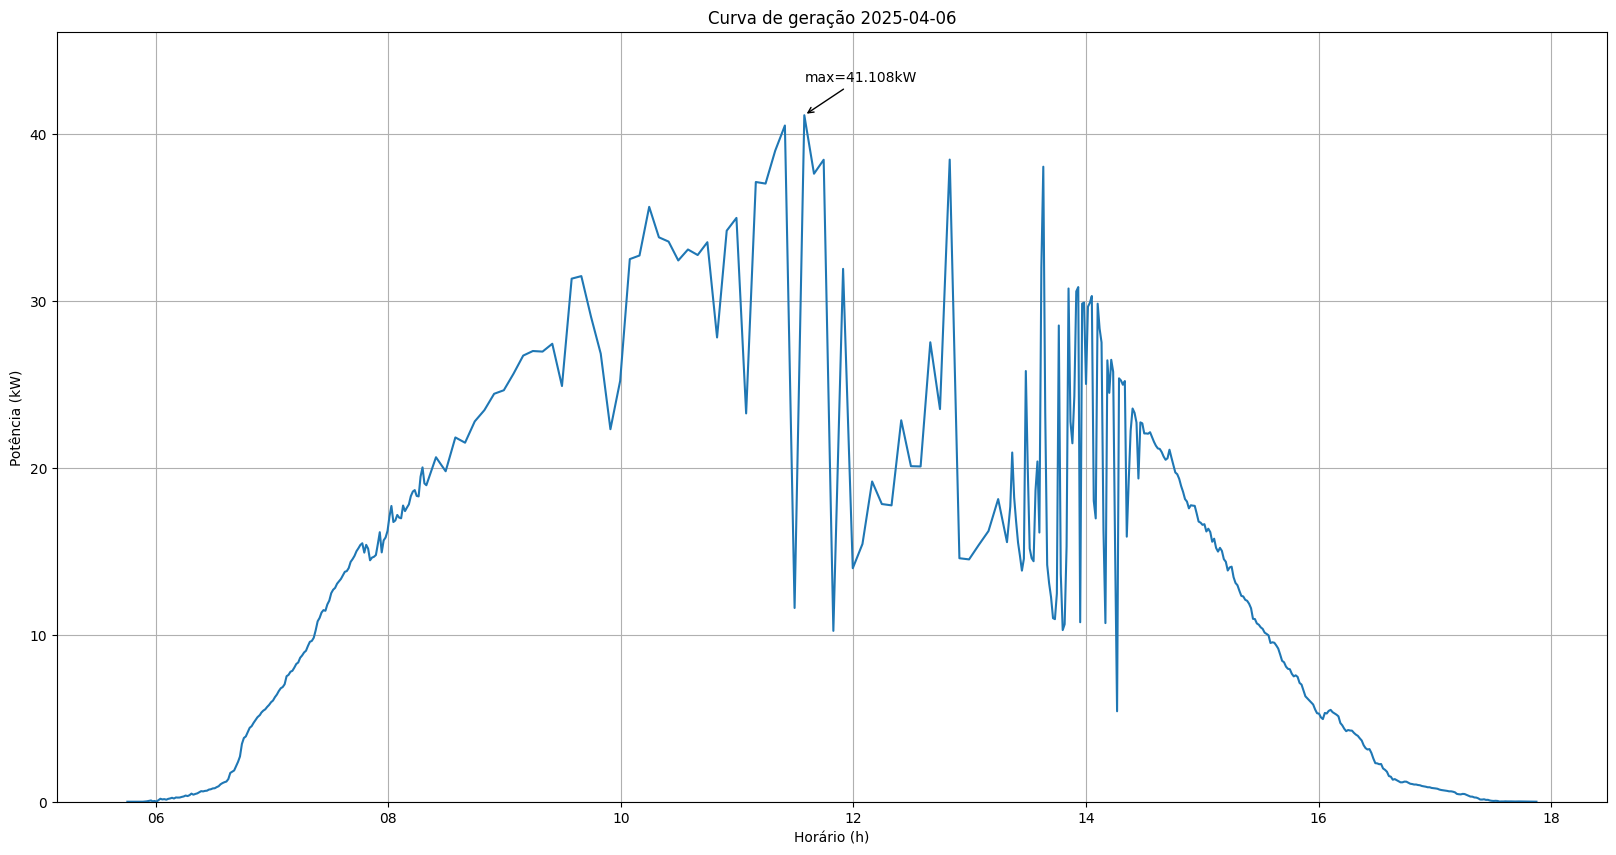 Curva de geração 2025-04-06
max=41.108kW
40
30
20
10
0
Potência (kW)
06 08 10 12 14 16 18
Horário (h)